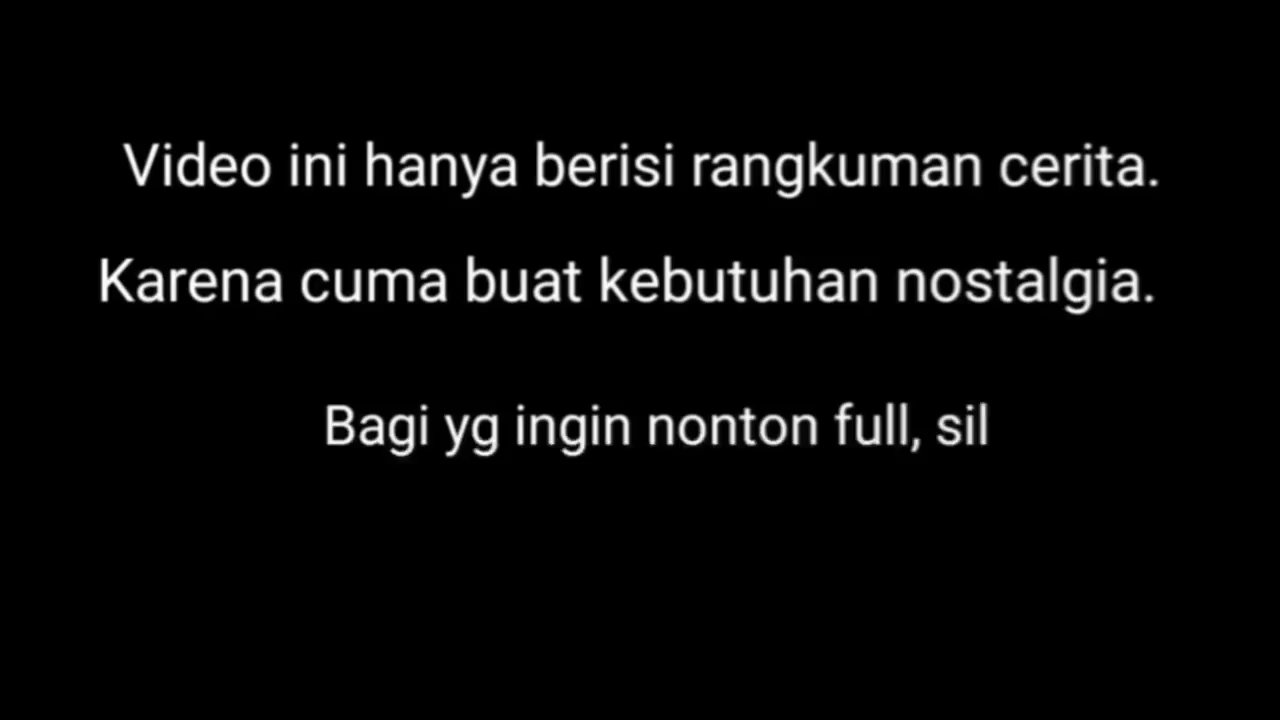 Video ini hanya berisi rangkuman cerita.
Karena cuma buat kebutuhan nostalgia.
Bagi yg ingin nonton full, sil